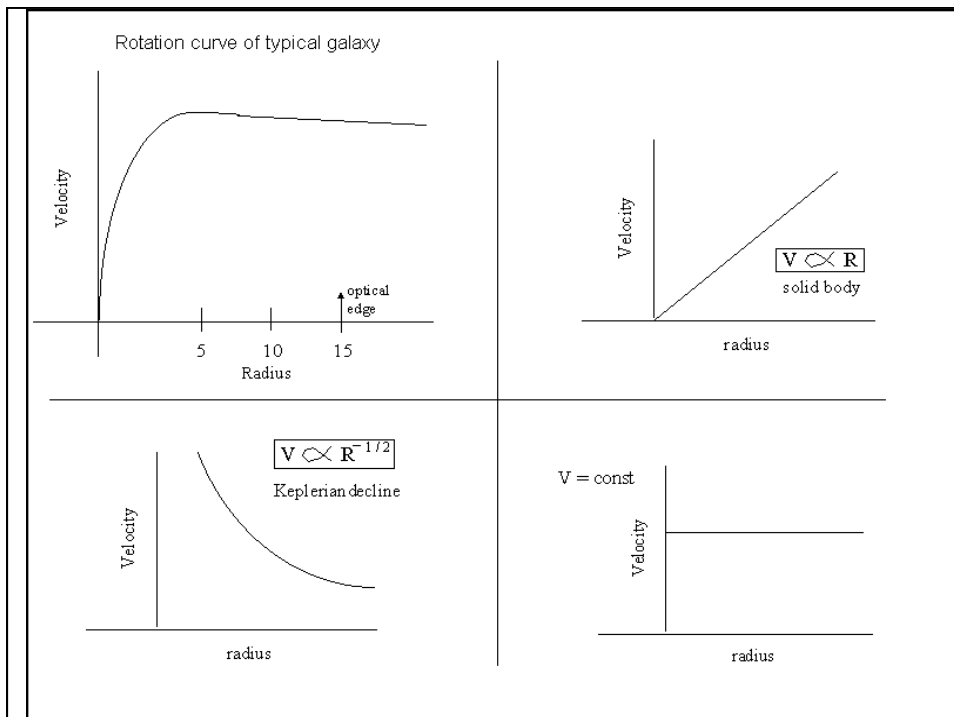 Rotation curve of typical galaxy
Velocity
optical
edge
5 10 15
Radius
Velocity
V ∝ R
solid body
radius
V ∝ R^-1/2
Keplerian decline
Velocity
radius
V = const
Velocity
radius